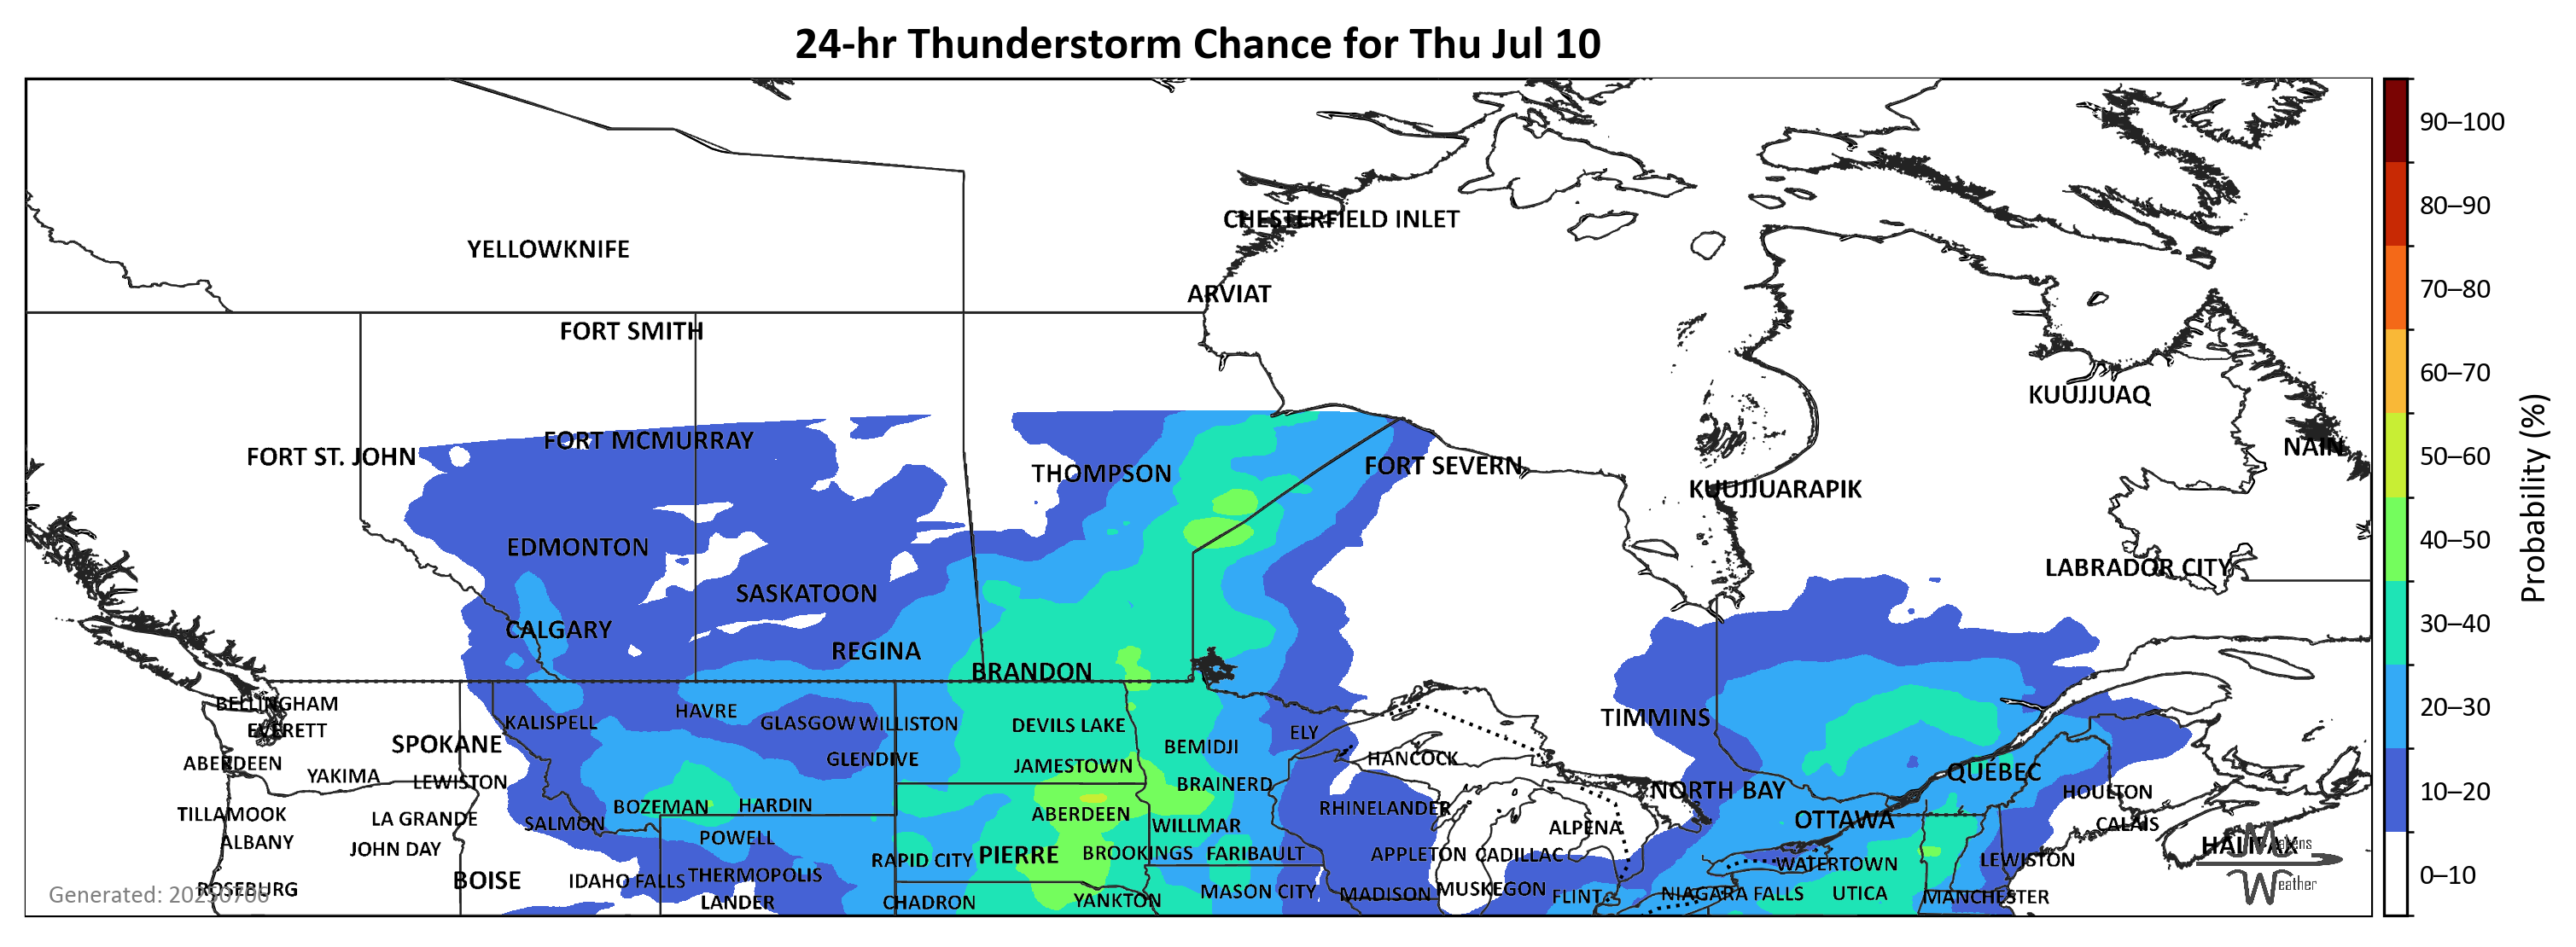 24-hr Thunderstorm Chance for Thu Jul 10
90–100
80–90
CHESTERFIELD INLET
YELLOWKNIFE
70–80
ARVIAT
FORT SMITH
60–70
KUUJJUAQ
FORT MCMURRAY
NAIN
FORT ST. JOHN
50–60
FORT SEVERN
THOMPSON
KUUJJUARAPIK
Probability (%)
40–50
EDMONTON
LABRADOR CITY
SASKATOON
30–40
CALGARY
REGINA
BRANDON
BELLINGHAM
20–30
HAVRE
TIMMINS
KALISPELL
GLASGOW
WILLISTON
DEVILS LAKE
EVERETT
ELY
SPOKANE
BEMIDJI
GLENDIVE
HANCOCK
ABERDEEN
JAMESTOWN
QUÉBEC
YAKIMA
LEWISTON
BRAINERD
NORTH BAY
HOULTON
10–20
BOZEMAN
HARDIN
RHINELANDER
TILLAMOOK
ABERDEEN
LA GRANDE
OTTAWA
SALMON
WILLMAR
ALPENA
CALAIS
POWELL
ALBANY
HALIFAX
Makens
JOHN DAY
BROOKINGS
FARIBAULT
APPLETON
CADILLAC
PIERRE
RAPID CITY
LEWISTON
WATERTOWN
THERMOPOLIS
0–10
BOISE
IDAHO FALLS
Weather
ROSEBURG
MUSKEGON
MASON CITY
MADISON
NIAGARA FALLS
UTICA
Generated: 20250706
FLINT
MANCHESTER
YANKTON
LANDER
CHADRON